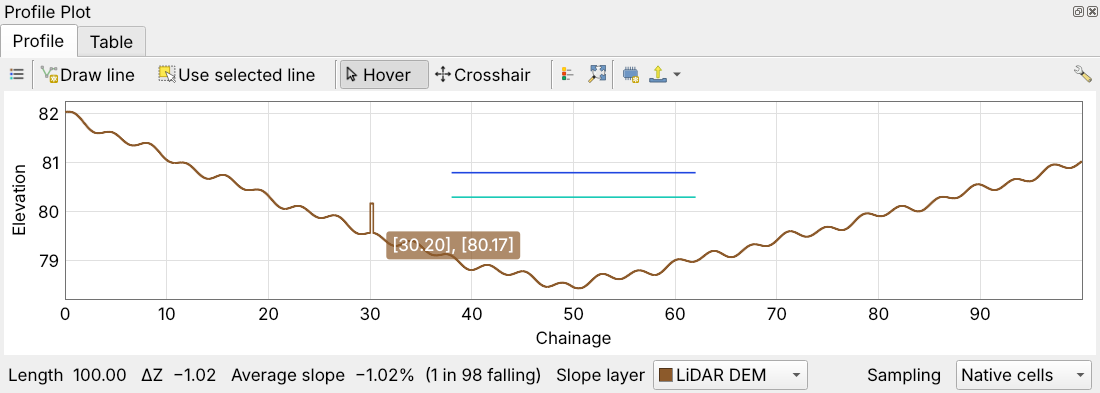 Profile Plot
Profile Table
Draw line Use selected line Hover Crosshair
82
81
80
79
Elevation
[30.20], [80.17]
0 10 20 30 40 50 60 70 80 90
Chainage
Length 100.00 ΔZ −1.02 Average slope −1.02% (1 in 98 falling) Slope layer LiDAR DEM Sampling Native cells